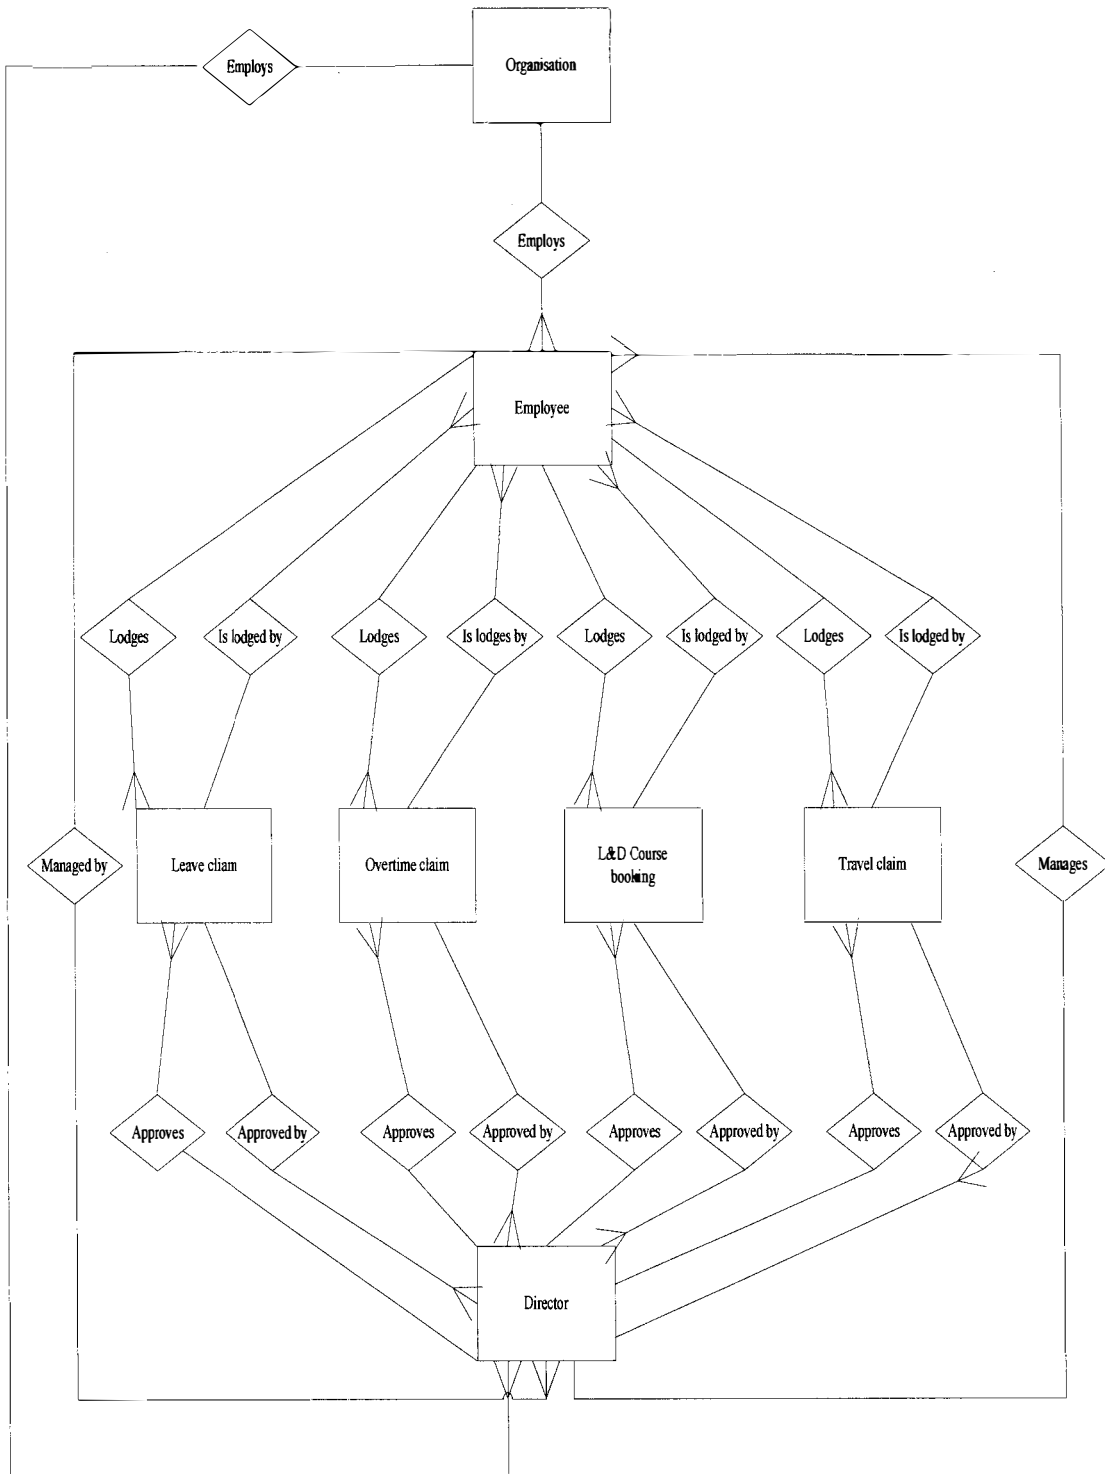 Employs
Organisation
Employs
Employee
Lodges
Is lodged by
Lodges
Is lodges by
Lodges
Is lodged by
Lodges
Is lodged by
Managed by
Leave cliam
Overtime claim
L&D Course
booking
Travel claim
Manages
Approves
Approved by
Approves
Approved by
Approves
Approved by
Approves
Approved by
Director